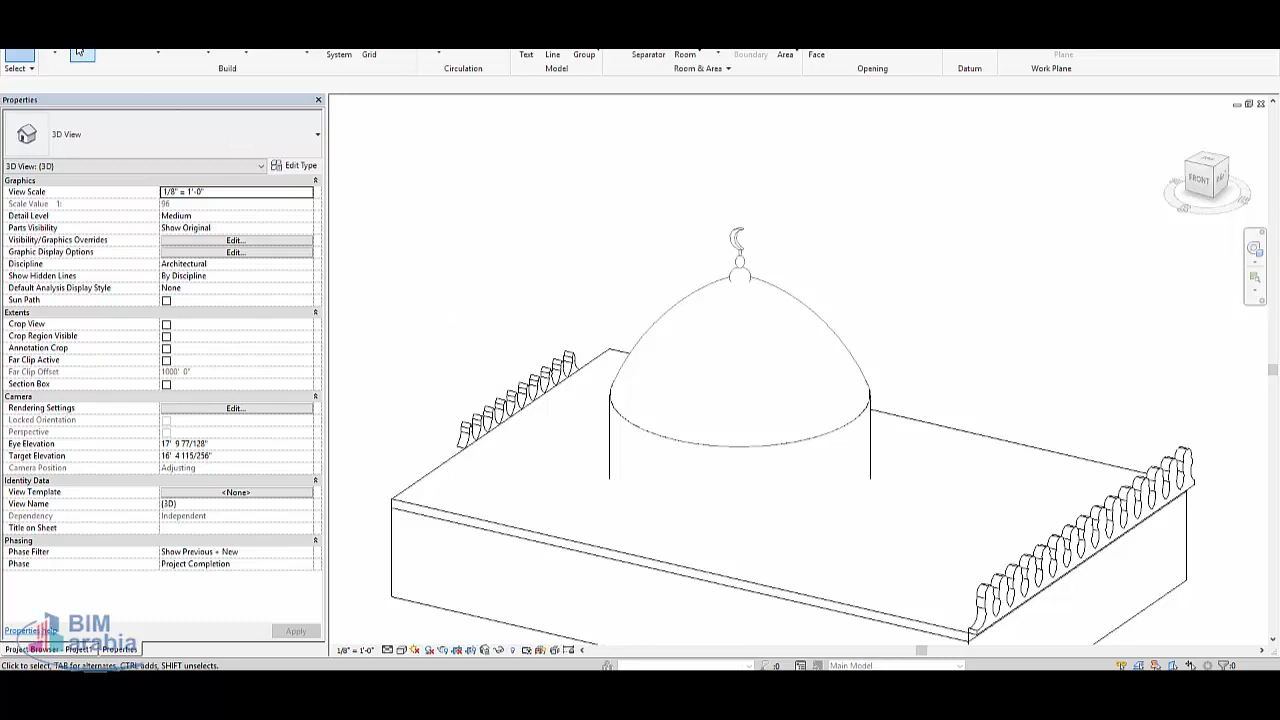 System Grid Text Line Group Separator Room Boundary Area Face Plane
Select Build Circulation Model Room & Area Opening Datum Work Plane
Properties
3D View
3D View: {3D} Edit Type
Graphics
View Scale 1/8" = 1'-0"
Scale Value 1: 96
Detail Level Medium
Parts Visibility Show Original
Visibility/Graphics Overrides Edit...
Graphic Display Options Edit...
Discipline Architectural
Show Hidden Lines By Discipline
Default Analysis Display Style None
Sun Path
Extents
Crop View
Crop Region Visible
Annotation Crop
Far Clip Active
Far Clip Offset 1000' 0"
Section Box
Camera
Rendering Settings Edit...
Locked Orientation
Perspective
Eye Elevation 17' 9 77/128"
Target Elevation 16' 4 115/256"
Camera Position Adjusting
Identity Data
View Template <None>
View Name {3D}
Dependency Independent
Title on Sheet
Phasing
Phase Filter Show Previous + New
Phase Project Completion
Properties help Apply
BIM
arabia
Project Browser - Project1 Properties
Click to select, TAB for alternates, CTRL adds, SHIFT unselects.
FRONT
1/8" = 1'-0"
:0 Main Model :0